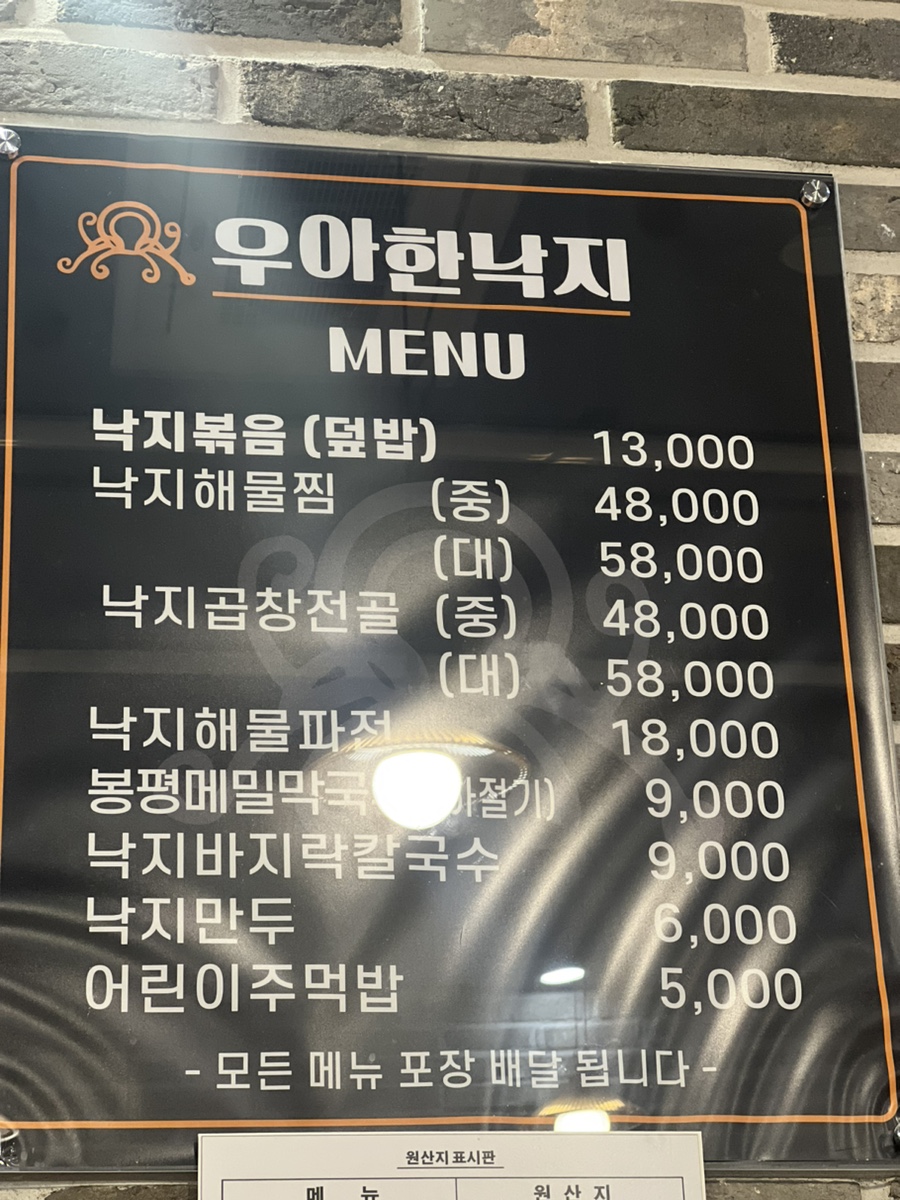 우아한낙지
MENU
낙지볶음 (덮밥) 13,000
낙지해물찜 (중) 48,000
(대) 58,000
낙지곱창전골 (중) 48,000
(대) 58,000
낙지해물파전 18,000
봉평메밀막국 9,000
낙지바지락칼국수 9,000
낙지만두 6,000
어린이주먹밥 5,000
- 모든 메뉴 포장 배달 됩니다 -
원산지 표시판
메 뉴 원 산 지